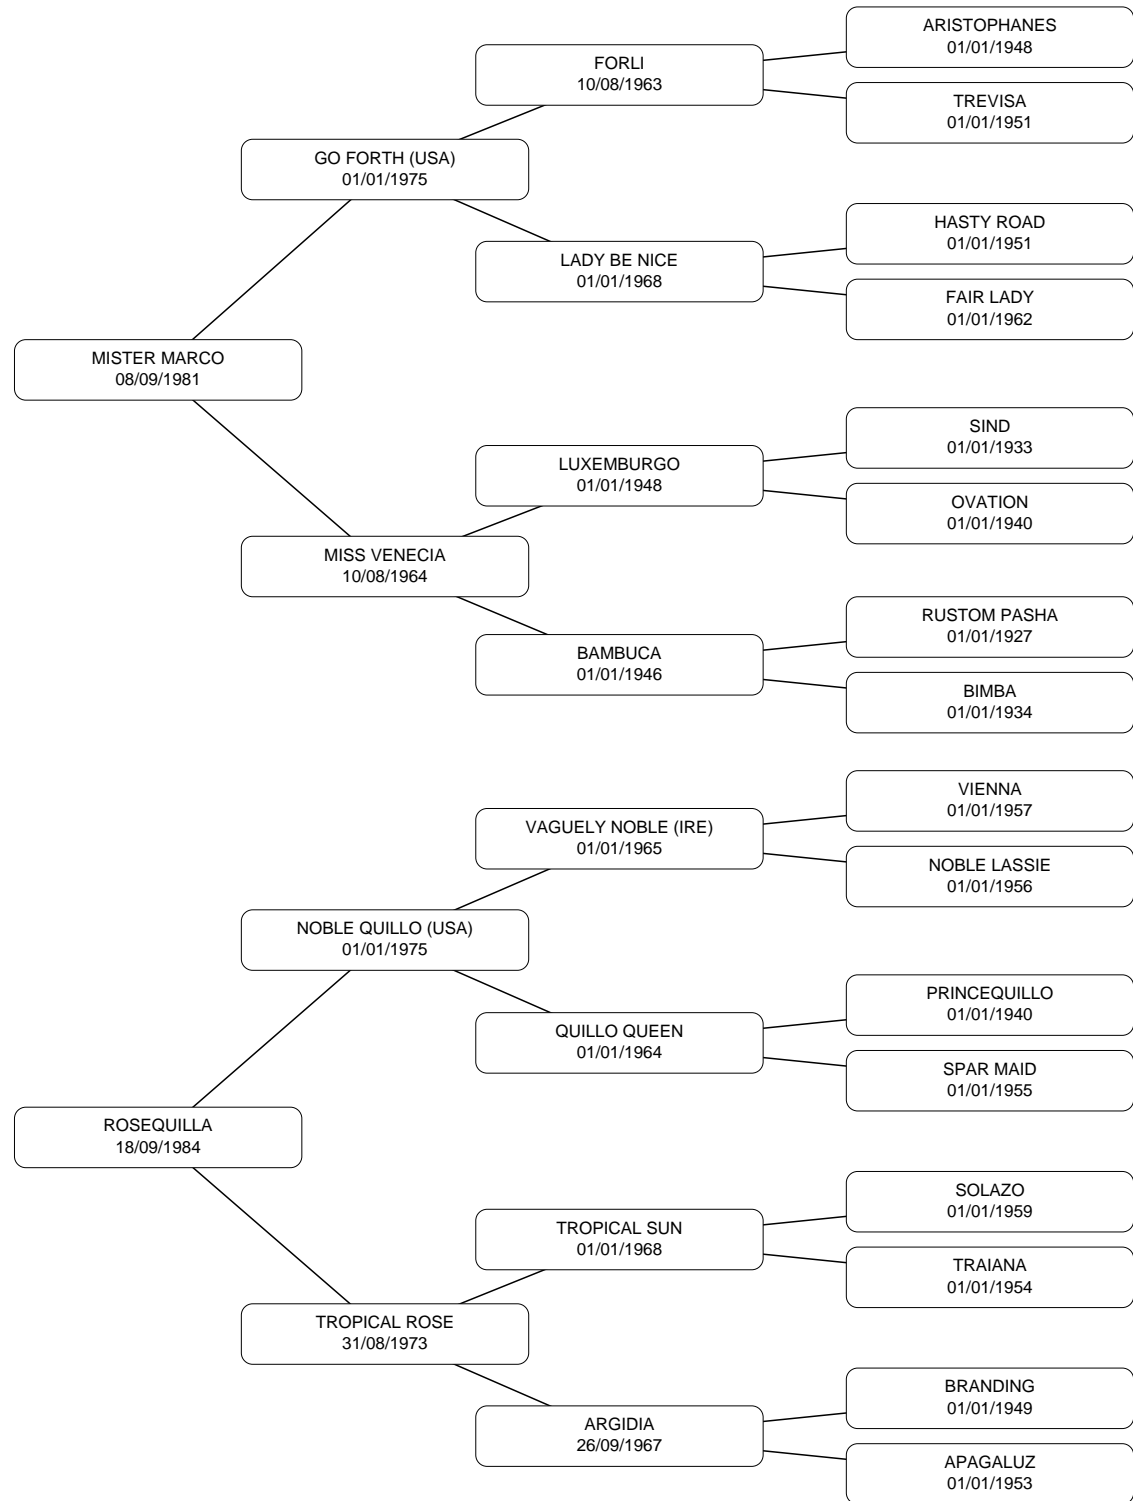 ARISTOPHANES
01/01/1948
FORLI
10/08/1963
TREVISA
01/01/1951
GO FORTH (USA)
01/01/1975
HASTY ROAD
01/01/1951
LADY BE NICE
01/01/1968
FAIR LADY
01/01/1962
MISTER MARCO
08/09/1981
SIND
01/01/1933
LUXEMBURGO
01/01/1948
OVATION
01/01/1940
MISS VENECIA
10/08/1964
RUSTOM PASHA
01/01/1927
BAMBUCA
01/01/1946
BIMBA
01/01/1934
VIENNA
01/01/1957
VAGUELY NOBLE (IRE)
01/01/1965
NOBLE LASSIE
01/01/1956
NOBLE QUILLO (USA)
01/01/1975
PRINCEQUILLO
01/01/1940
QUILLO QUEEN
01/01/1964
SPAR MAID
01/01/1955
ROSEQUILLA
18/09/1984
SOLAZO
01/01/1959
TROPICAL SUN
01/01/1968
TRAIANA
01/01/1954
TROPICAL ROSE
31/08/1973
BRANDING
01/01/1949
ARGIDIA
26/09/1967
APAGALUZ
01/01/1953